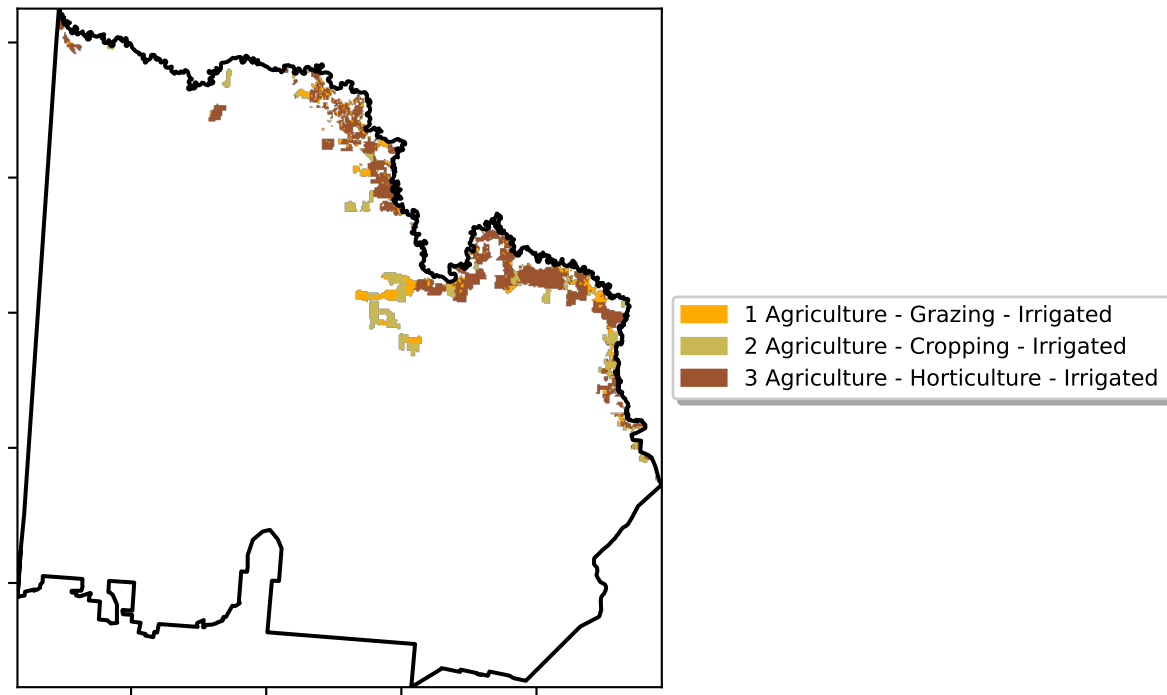 1 Agriculture - Grazing - Irrigated
2 Agriculture - Cropping - Irrigated
3 Agriculture - Horticulture - Irrigated